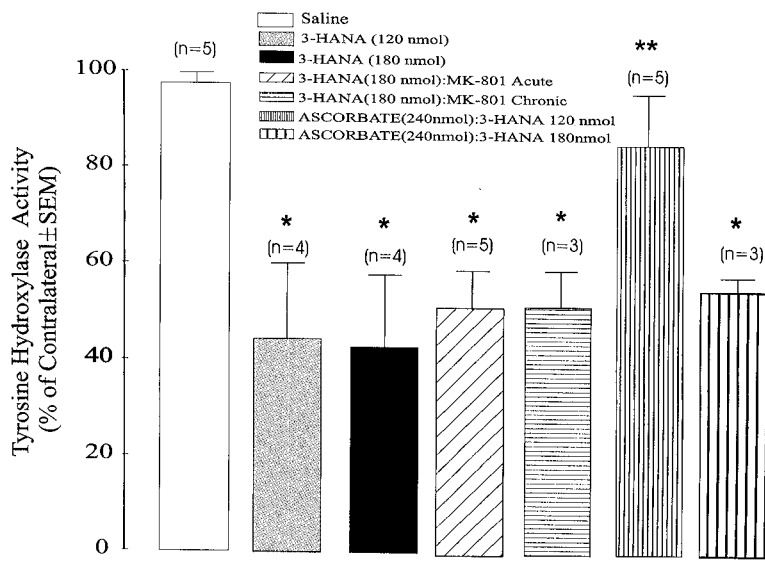 Saline
3-HANA (120 nmol)
3-HANA (180 nmol)
3-HANA(180 nmol):MK-801 Acute
3-HANA(180 nmol):MK-801 Chronic
ASCORBATE(240nmol):3-HANA 120 nmol
ASCORBATE(240nmol):3-HANA 180nmol
Tyrosine Hydroxylase Activity
(% of Contralateral±SEM)
100
80
60
40
20
0
(n=5)
*
(n=4)
*
(n=4)
*
(n=5)
*
(n=3)
**
(n=5)
*
(n=3)